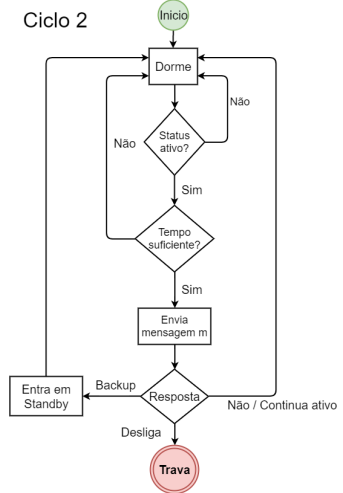 Ciclo 2
Inicio
Dorme
Não
Status
ativo?
Não
Sim
Tempo
suficiente?
Sim
Envia
mensagem m
Backup
Resposta
Entra em
Standby
Não / Continua ativo
Desliga
Trava